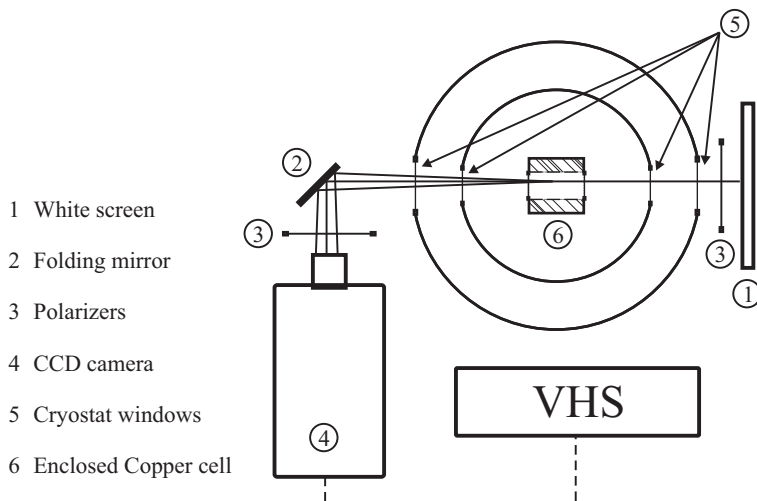 5
2
3
6
3
1
4
VHS
1 White screen
2 Folding mirror
3 Polarizers
4 CCD camera
5 Cryostat windows
6 Enclosed Copper cell